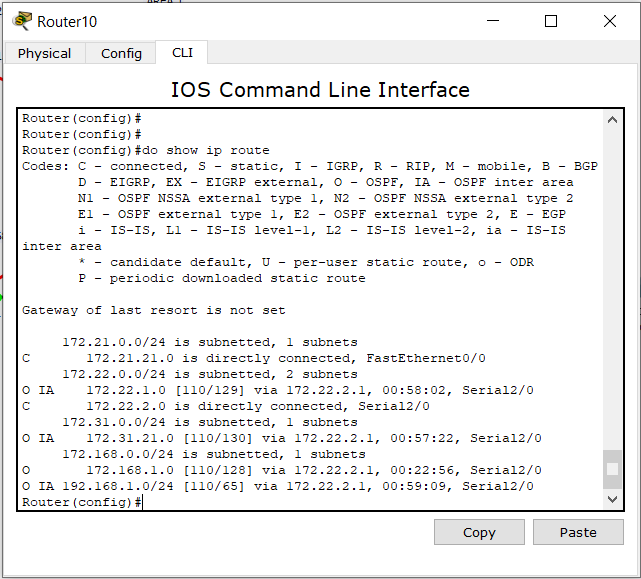 AREA 1
Router10
Physical Config CLI
IOS Command Line Interface
Router(config)#
Router(config)#
Router(config)#do show ip route
Codes: C - connected, S - static, I - IGRP, R - RIP, M - mobile, B - BGP
D - EIGRP, EX - EIGRP external, O - OSPF, IA - OSPF inter area
N1 - OSPF NSSA external type 1, N2 - OSPF NSSA external type 2
E1 - OSPF external type 1, E2 - OSPF external type 2, E - EGP
i - IS-IS, L1 - IS-IS level-1, L2 - IS-IS level-2, ia - IS-IS
inter area
* - candidate default, U - per-user static route, o - ODR
P - periodic downloaded static route
Gateway of last resort is not set
172.21.0.0/24 is subnetted, 1 subnets
C 172.21.21.0 is directly connected, FastEthernet0/0
172.22.0.0/24 is subnetted, 2 subnets
O IA 172.22.1.0 [110/129] via 172.22.2.1, 00:58:02, Serial2/0
C 172.22.2.0 is directly connected, Serial2/0
172.31.0.0/24 is subnetted, 1 subnets
O IA 172.31.21.0 [110/130] via 172.22.2.1, 00:57:22, Serial2/0
172.168.0.0/24 is subnetted, 1 subnets
O 172.168.1.0 [110/128] via 172.22.2.1, 00:22:56, Serial2/0
O IA 192.168.1.0/24 [110/65] via 172.22.2.1, 00:59:09, Serial2/0
Router(config)#
Copy Paste